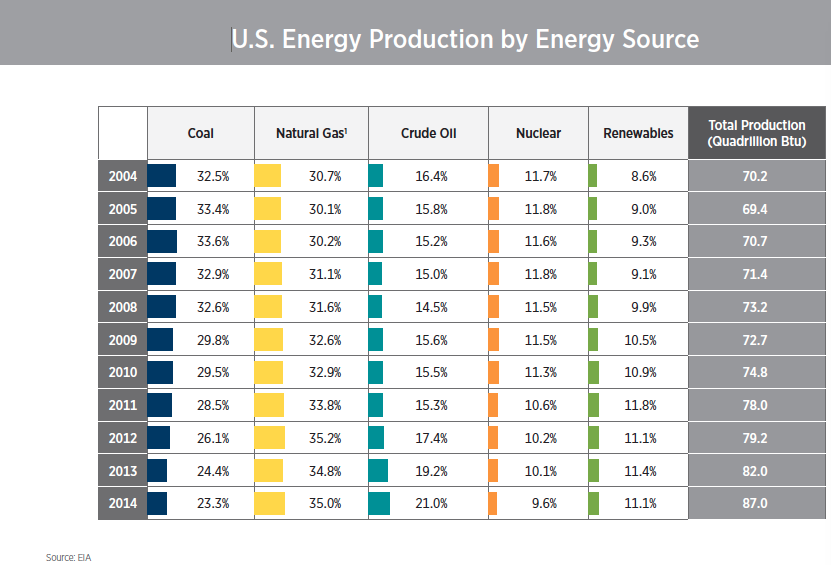 U.S. Energy Production by Energy Source
Coal Natural Gas¹ Crude Oil Nuclear Renewables Total Production
(Quadrillion Btu)
2004 32.5% 30.7% 16.4% 11.7% 8.6% 70.2
2005 33.4% 30.1% 15.8% 11.8% 9.0% 69.4
2006 33.6% 30.2% 15.2% 11.6% 9.3% 70.7
2007 32.9% 31.1% 15.0% 11.8% 9.1% 71.4
2008 32.6% 31.6% 14.5% 11.5% 9.9% 73.2
2009 29.8% 32.6% 15.6% 11.5% 10.5% 72.7
2010 29.5% 32.9% 15.5% 11.3% 10.9% 74.8
2011 28.5% 33.8% 15.3% 10.6% 11.8% 78.0
2012 26.1% 35.2% 17.4% 10.2% 11.1% 79.2
2013 24.4% 34.8% 19.2% 10.1% 11.4% 82.0
2014 23.3% 35.0% 21.0% 9.6% 11.1% 87.0
Source: EIA